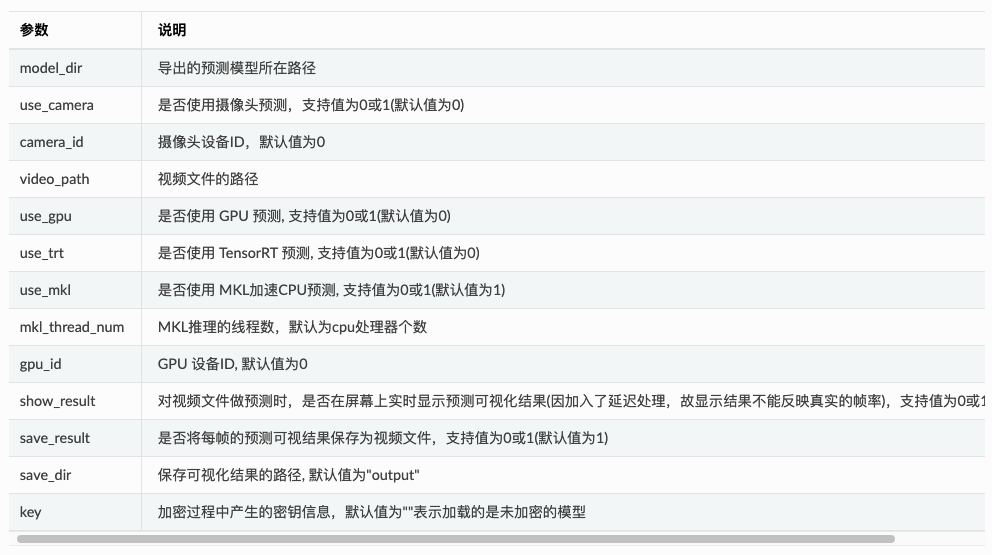 参数 说明
model_dir 导出的预测模型所在路径
use_camera 是否使用摄像头预测，支持值为0或1(默认值为0)
camera_id 摄像头设备ID，默认值为0
video_path 视频文件的路径
use_gpu 是否使用 GPU 预测, 支持值为0或1(默认值为0)
use_trt 是否使用 TensorRT 预测, 支持值为0或1(默认值为0)
use_mkl 是否使用 MKL加速CPU预测, 支持值为0或1(默认值为1)
mkl_thread_num MKL推理的线程数，默认为cpu处理器个数
gpu_id GPU 设备ID, 默认值为0
show_result 对视频文件做预测时，是否在屏幕上实时显示预测可视化结果(因加入了延迟处理，故显示结果不能反映真实的帧率)，支持值为0或1
save_result 是否将每帧的预测可视结果保存为视频文件，支持值为0或1(默认值为1)
save_dir 保存可视化结果的路径, 默认值为"output"
key 加密过程中产生的密钥信息，默认值为""表示加载的是未加密的模型